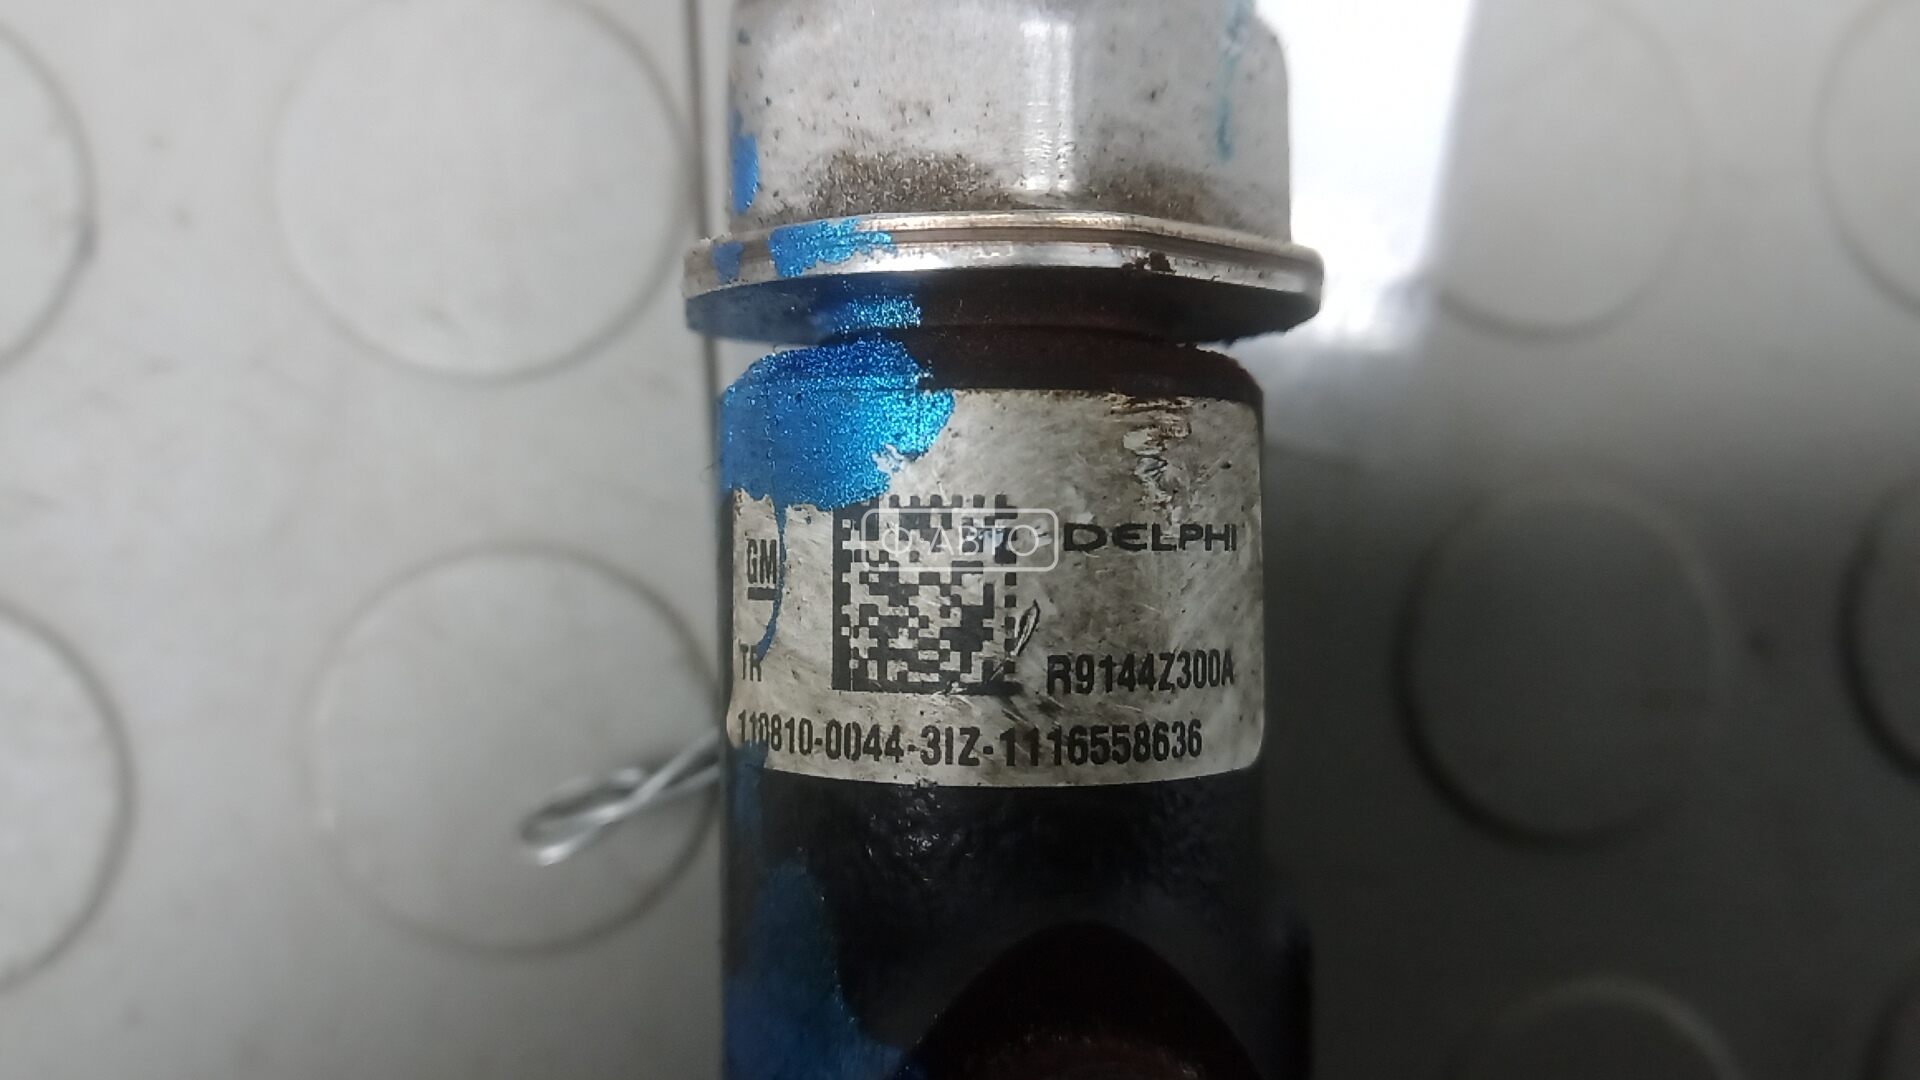 GM
DELPHI
О АВТО
TR
R9144Z300A
110810-0044-3IZ-1116558636